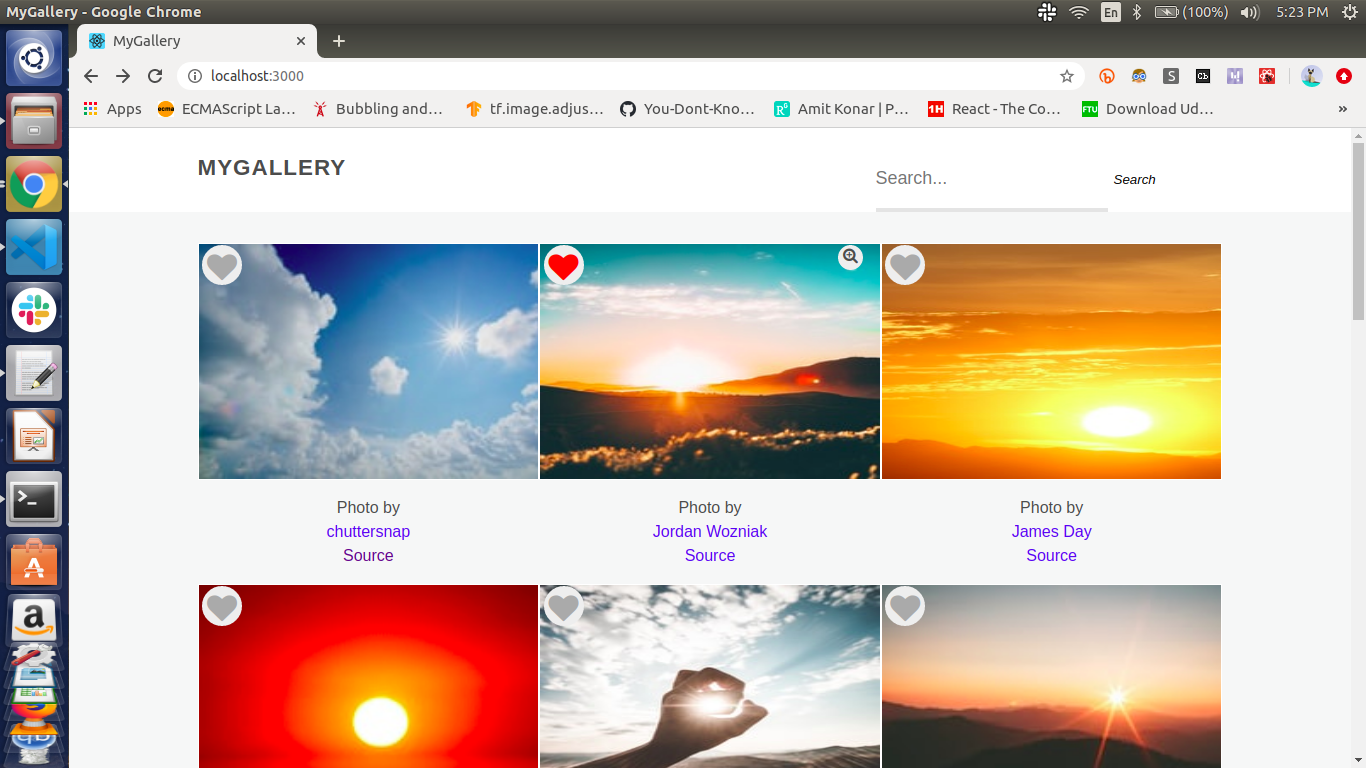 MyGallery - Google Chrome
En
(100%)
5:23 PM
MyGallery
localhost:3000
Apps
ECMAScript La...
Bubbling and...
tf.image.adjus...
You-Dont-Kno...
Amit Konar | P...
React - The Co...
Download Ud...
»
MYGALLERY
Search...
Search
Photo by
chuttersnap
Source
Photo by
Jordan Wozniak
Source
Photo by
James Day
Source